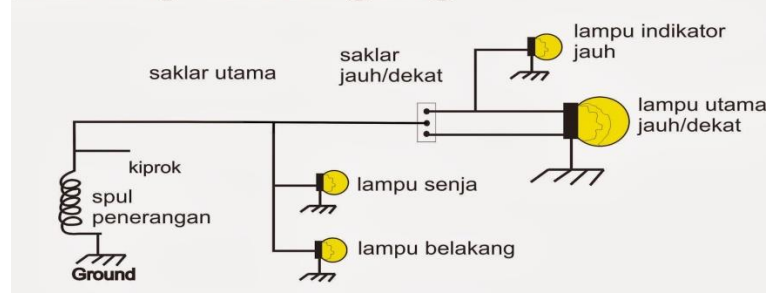 lampu indikator
jauh
saklar
jauh/dekat
saklar utama
lampu utama
jauh/dekat
kiprok
lampu senja
spul
penerangan
lampu belakang
Ground